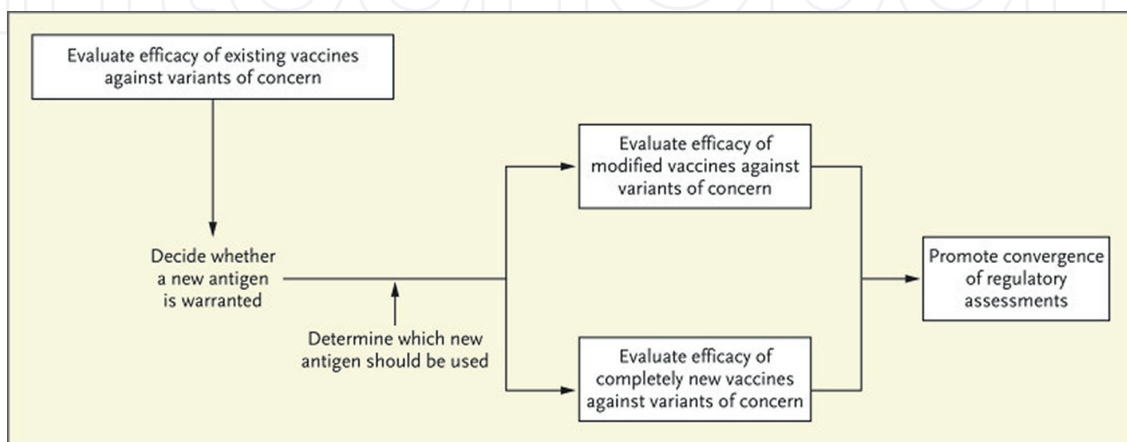 Evaluate efficacy of existing vaccines
against variants of concern
Decide whether
a new antigen
is warranted
Determine which new
antigen should be used
Evaluate efficacy of
modified vaccines against
variants of concern
Evaluate efficacy of
completely new vaccines
against variants of concern
Promote convergence
of regulatory
assessments